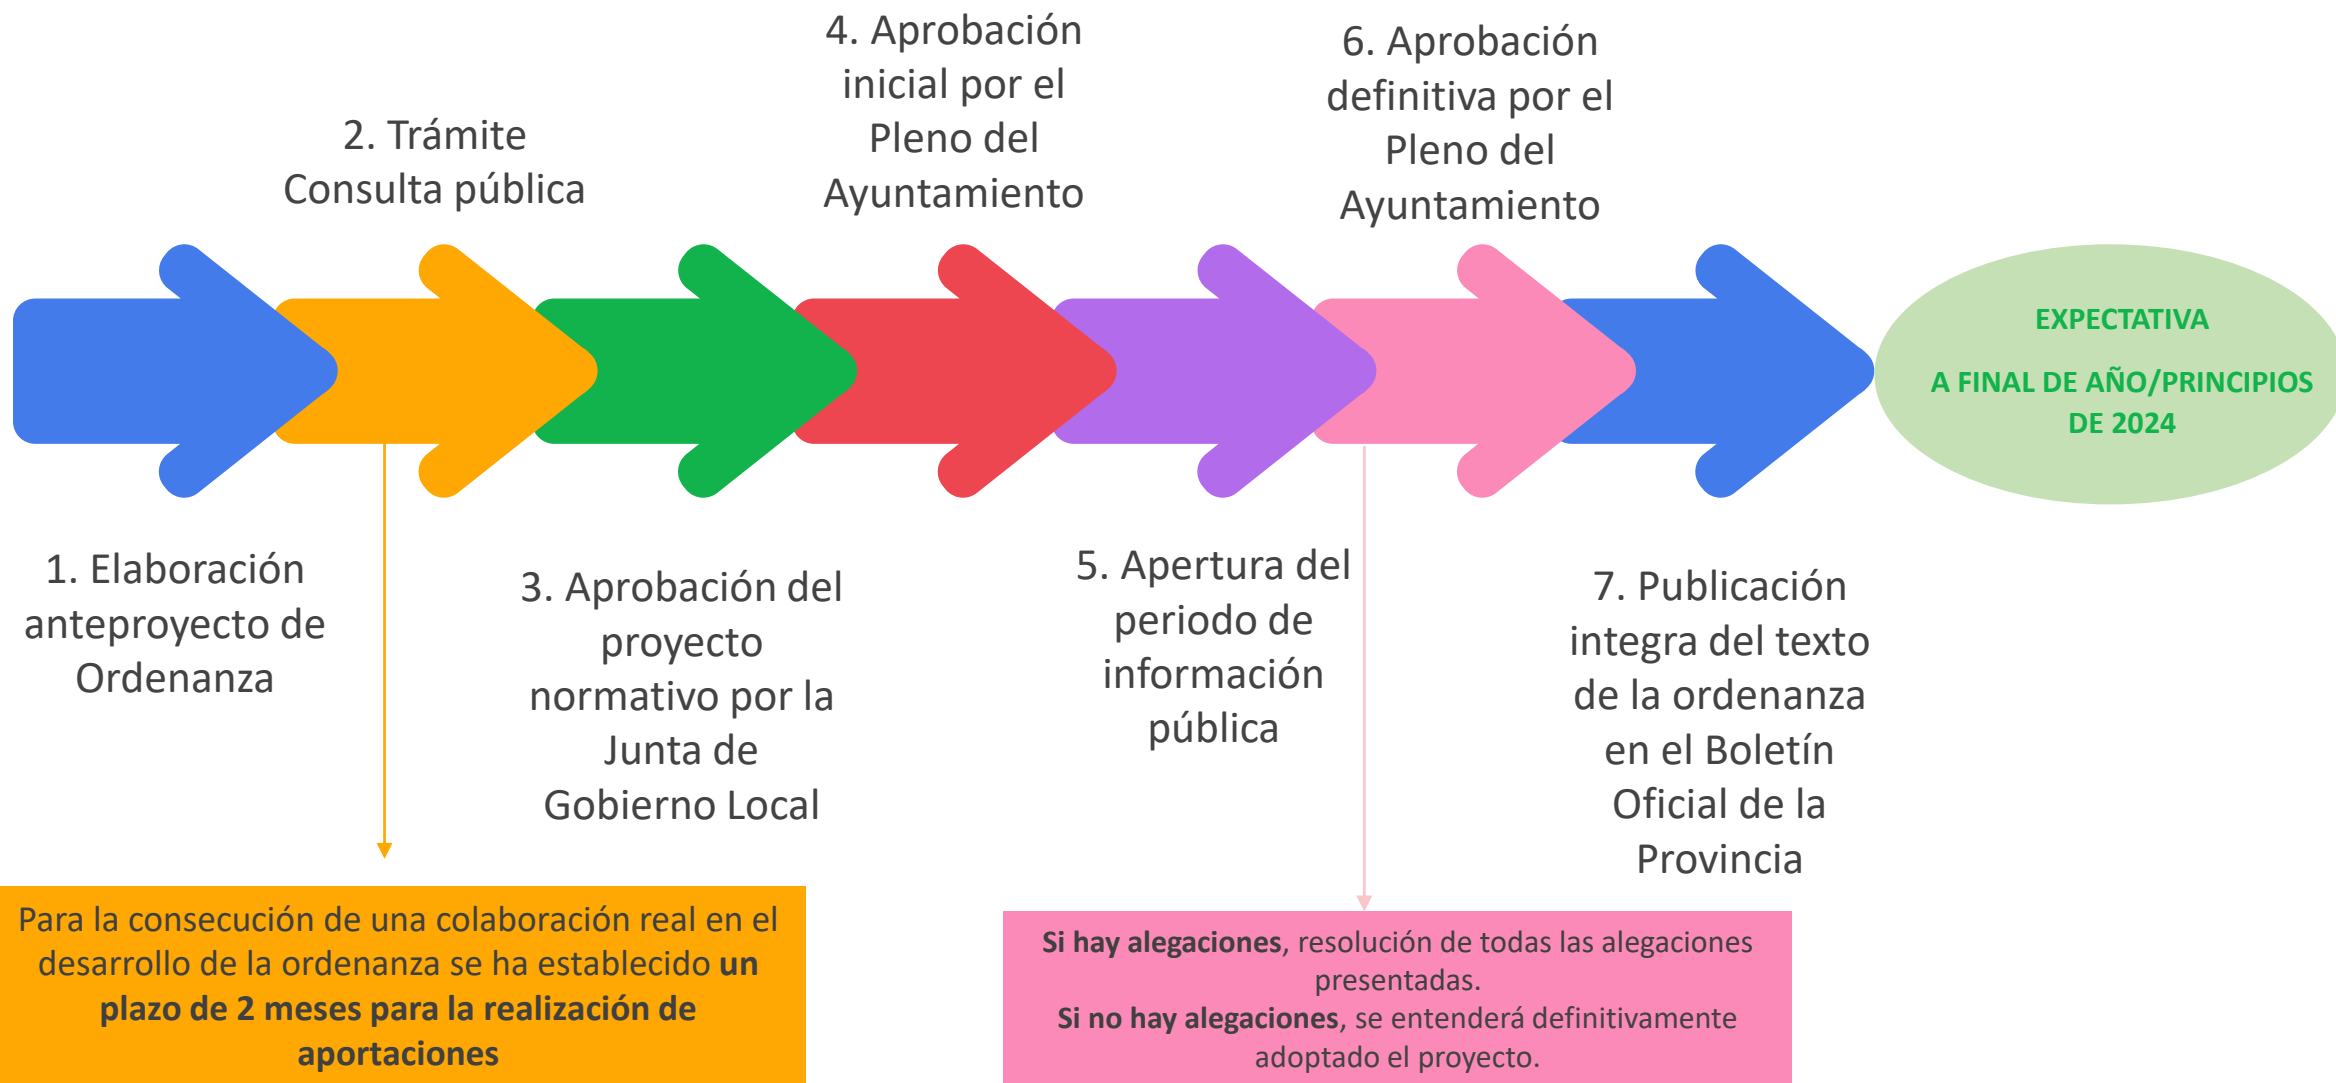 1. Elaboración
anteproyecto de
Ordenanza
2. Trámite
Consulta pública
Para la consecución de una colaboración real en el
desarrollo de la ordenanza se ha establecido un
plazo de 2 meses para la realización de
aportaciones
3. Aprobación del
proyecto
normativo por la
Junta de
Gobierno Local
4. Aprobación
inicial por el
Pleno del
Ayuntamiento
5. Apertura del
periodo de
información
pública
6. Aprobación
definitiva por el
Pleno del
Ayuntamiento
Si hay alegaciones, resolución de todas las alegaciones
presentadas.
Si no hay alegaciones, se entenderá definitivamente
adoptado el proyecto.
7. Publicación
integra del texto
de la ordenanza
en el Boletín
Oficial de la
Provincia
EXPECTATIVA
A FINAL DE AÑO/PRINCIPIOS
DE 2024